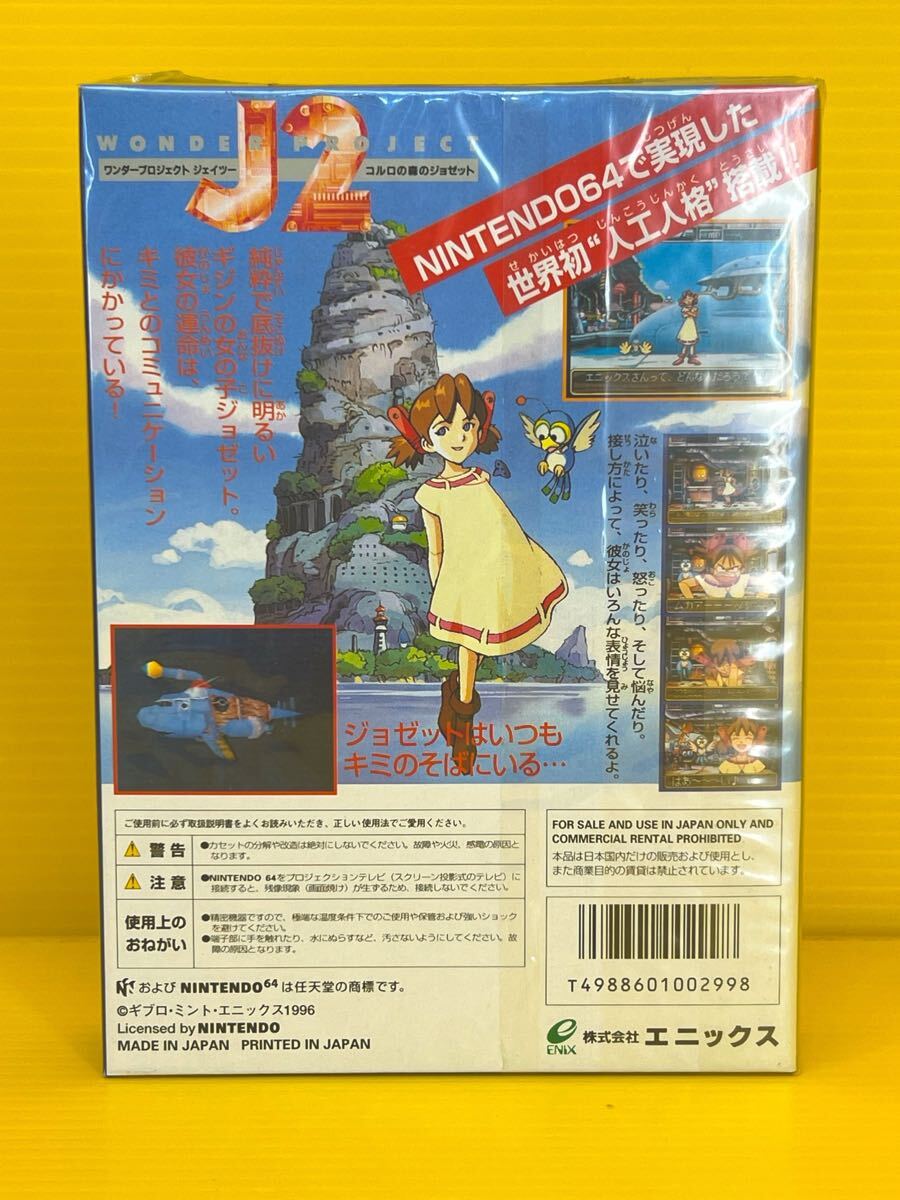 J2
WONDER PROJECT
ワンダープロジェクト ジェイツー
コルロの森のジョゼット
NINTENDO64で実現した
世界初“人工人格”搭載!!
純粋で底抜けに明るい
ギジンの女の子ジョゼット。
彼女の運命は、
キミとのコミュニケーション
にかかっている!
エニックスさんって、どんな人だろう
泣いたり、笑ったり、怒ったり、そして悩んだり。
接し方によって、彼女はいろんな表情を見せてくれるよ。
はあ〜〜〜い♪
ジョゼットはいつも
キミのそばにいる…
ご使用前に必ず取扱説明書をよくお読みいただき、正しい使用法でご愛用ください。
警告
●カセットの分解や改造は絶対にしないでください。故障や火災、感電の原因と
なります。
注意
●NINTENDO 64をプロジェクションテレビ(スクリーン投影式のテレビ)に
接続すると、残像現象(画面焼け)が生ずるため、接続しないでください。
使用上の
おねがい
●精密機器ですので、極端な温度条件下でのご使用や保管および強いショック
を避けてください。
●端子部に手を触れたり、水にぬらすなど、汚さないようにしてください。故
障の原因となります。
FOR SALE AND USE IN JAPAN ONLY AND
COMMERCIAL RENTAL PROHIBITED.
本品は日本国内だけの販売および使用とし、
また商業目的の賃貸は禁止されています。
T4988601002998
および NINTENDO64 は任天堂の商標です。
©ギブロ・ミント・エニックス1996
Licensed by NINTENDO
MADE IN JAPAN PRINTED IN JAPAN
ENIX
株式会社 エニックス